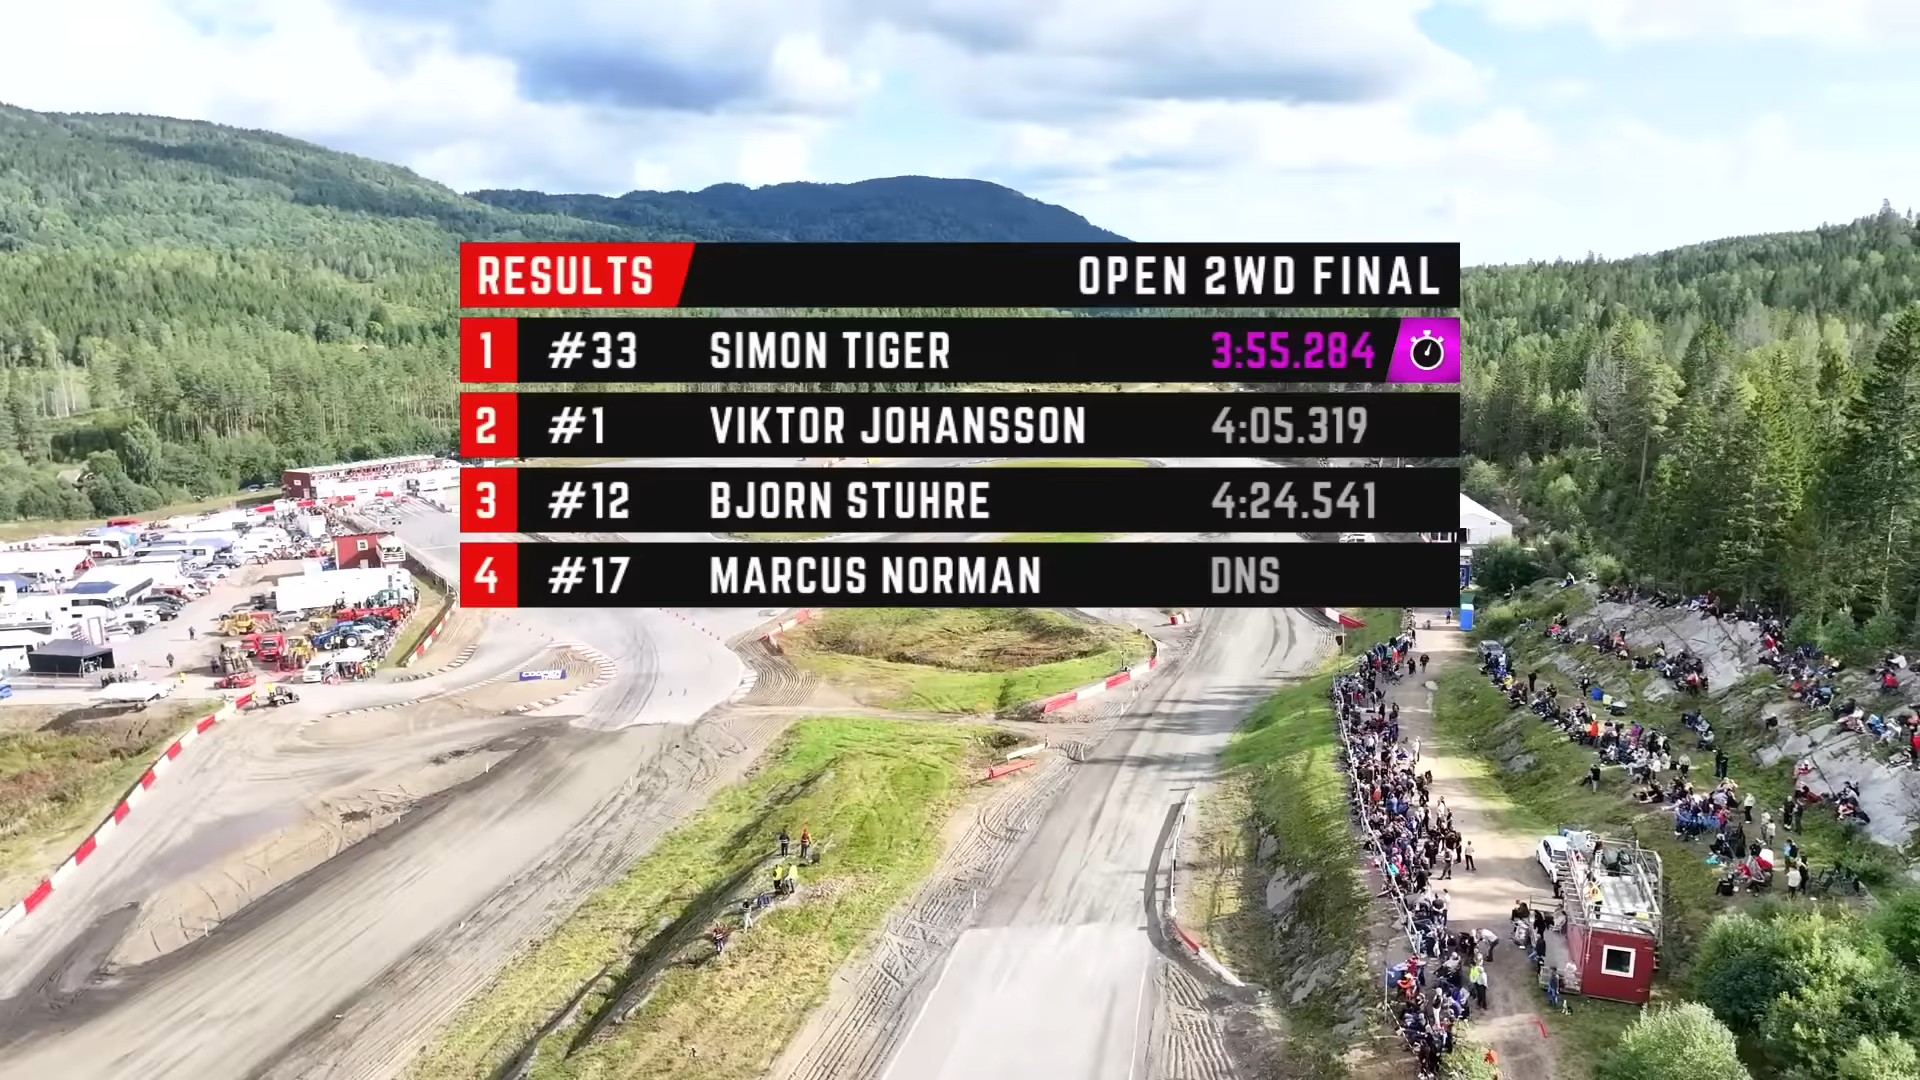 RESULTS OPEN 2WD FINAL
1 #33 SIMON TIGER 3:55.284
2 #1 VIKTOR JOHANSSON 4:05.319
3 #12 BJORN STUHRE 4:24.541
4 #17 MARCUS NORMAN DNS